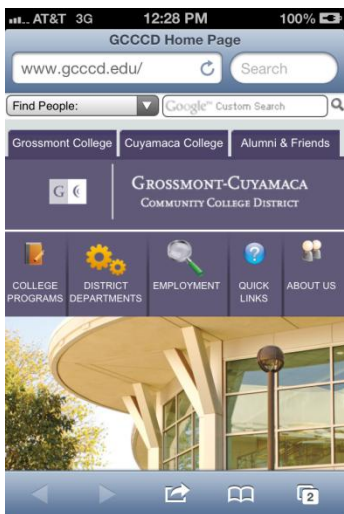 AT&T 3G 12:28 PM 100%
GCCCD Home Page
www.gcccd.edu/ Search
Find People: Google™ Custom Search
Grossmont College Cuyamaca College Alumni & Friends
G C GROSSMONT-CUYAMACA
COMMUNITY COLLEGE DISTRICT
COLLEGE PROGRAMS
DISTRICT DEPARTMENTS
EMPLOYMENT
QUICK LINKS
ABOUT US
2